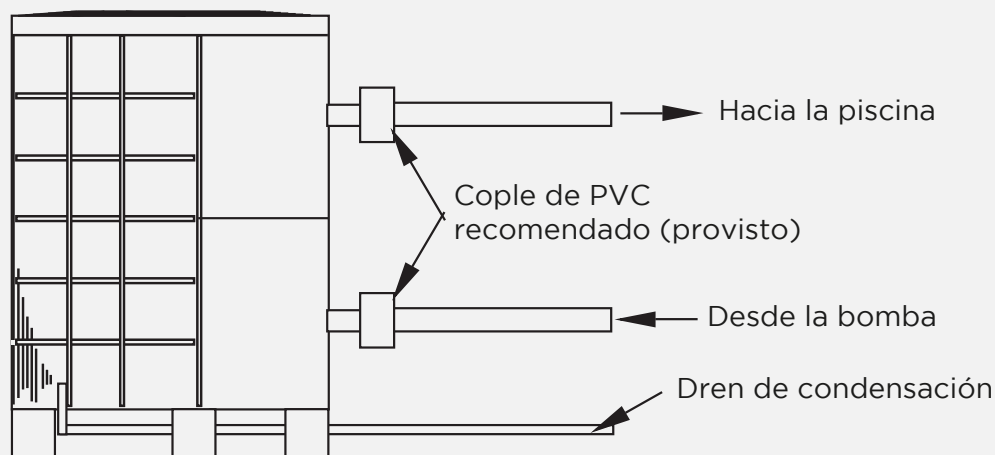 Hacia la piscina
Cople de PVC
recomendado (provisto)
Desde la bomba
Dren de condensación